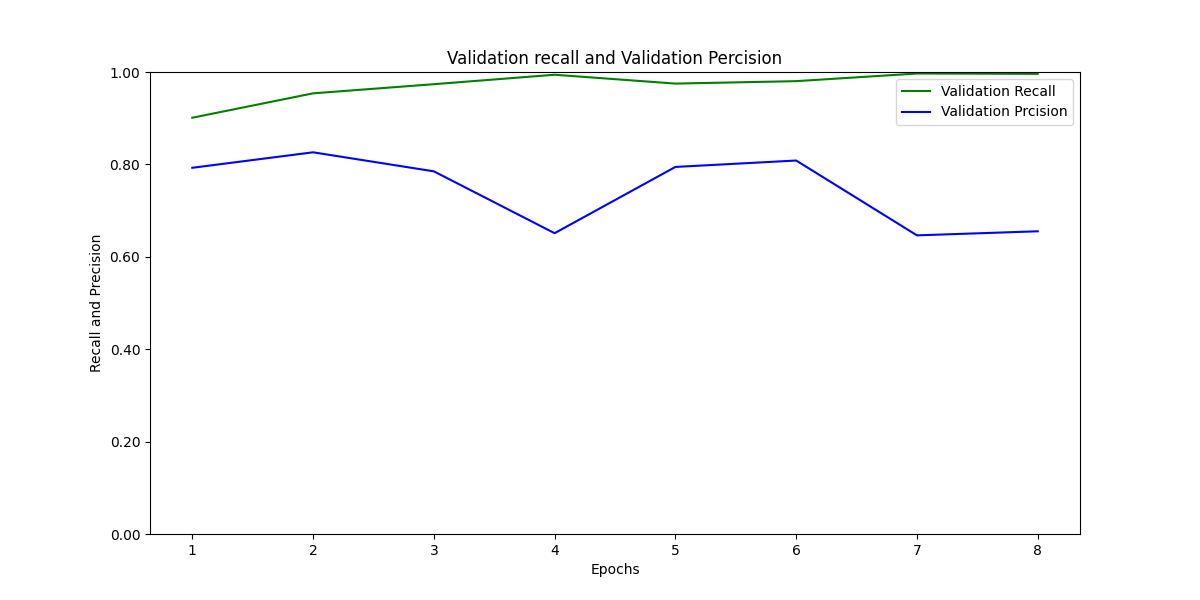 Validation recall and Validation Percision
1.00
0.80
0.60
0.40
0.20
0.00
Recall and Precision
Validation Recall
Validation Prcision
1 2 3 4 5 6 7 8
Epochs